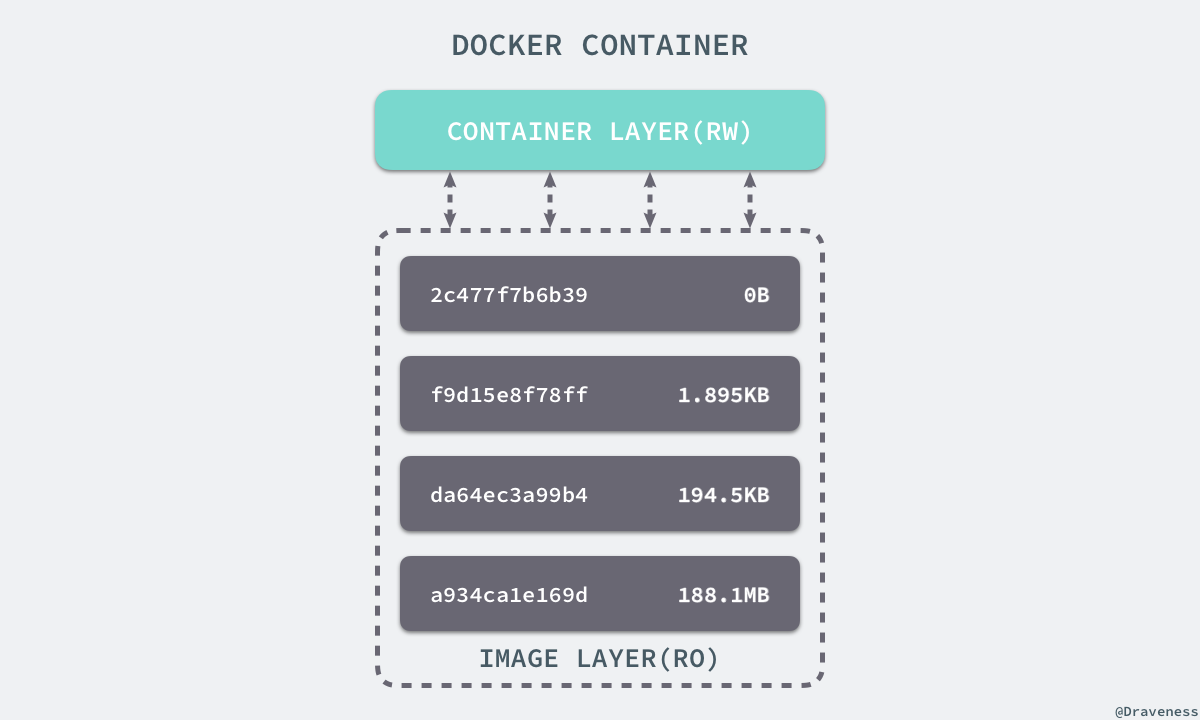 DOCKER CONTAINER
CONTAINER LAYER(RW)
2c477f7b6b39 0B
f9d15e8f78ff 1.895KB
da64ec3a99b4 194.5KB
a934ca1e169d 188.1MB
IMAGE LAYER(RO)
@Draveness